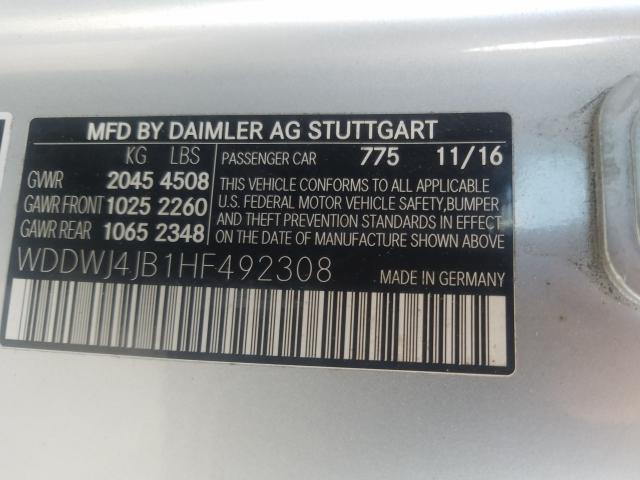 MFD BY DAIMLER AG STUTTGART
KG LBS
GVWR 2045 4508
GAWR FRONT 1025 2260
GAWR REAR 1065 2348
PASSENGER CAR 775 11/16
THIS VEHICLE CONFORMS TO ALL APPLICABLE
U.S. FEDERAL MOTOR VEHICLE SAFETY,BUMPER
AND THEFT PREVENTION STANDARDS IN EFFECT
ON THE DATE OF MANUFACTURE SHOWN ABOVE.
WDDWJ4JB1HF492308
MADE IN GERMANY